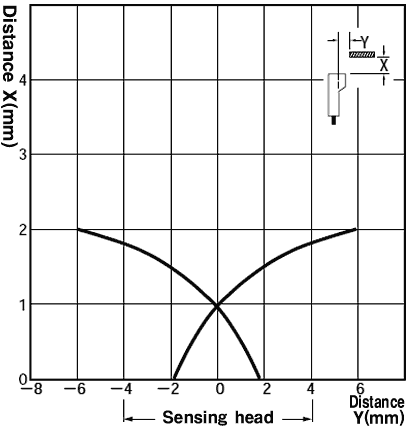 Distance X(mm)
Y
X
4
3
2
1
0
−8 −6 −4 −2 0 2 4 6
Distance
Y(mm)
Sensing head